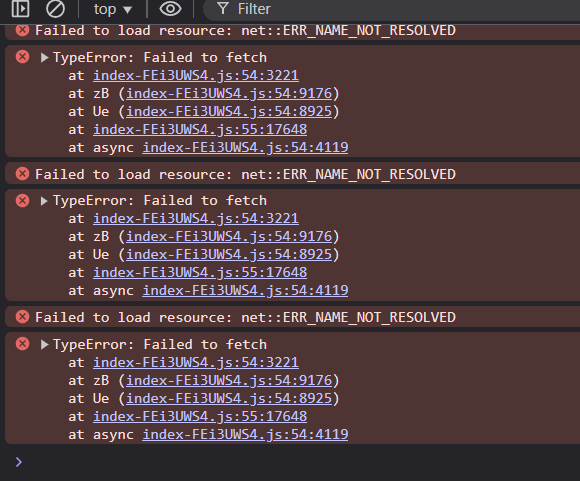 top Filter
Failed to load resource: net::ERR_NAME_NOT_RESOLVED
TypeError: Failed to fetch
at index-FEi3UWS4.js:54:3221
at zB (index-FEi3UWS4.js:54:9176)
at Ue (index-FEi3UWS4.js:54:8925)
at index-FEi3UWS4.js:55:17648
at async index-FEi3UWS4.js:54:4119
Failed to load resource: net::ERR_NAME_NOT_RESOLVED
TypeError: Failed to fetch
at index-FEi3UWS4.js:54:3221
at zB (index-FEi3UWS4.js:54:9176)
at Ue (index-FEi3UWS4.js:54:8925)
at index-FEi3UWS4.js:55:17648
at async index-FEi3UWS4.js:54:4119
Failed to load resource: net::ERR_NAME_NOT_RESOLVED
TypeError: Failed to fetch
at index-FEi3UWS4.js:54:3221
at zB (index-FEi3UWS4.js:54:9176)
at Ue (index-FEi3UWS4.js:54:8925)
at index-FEi3UWS4.js:55:17648
at async index-FEi3UWS4.js:54:4119